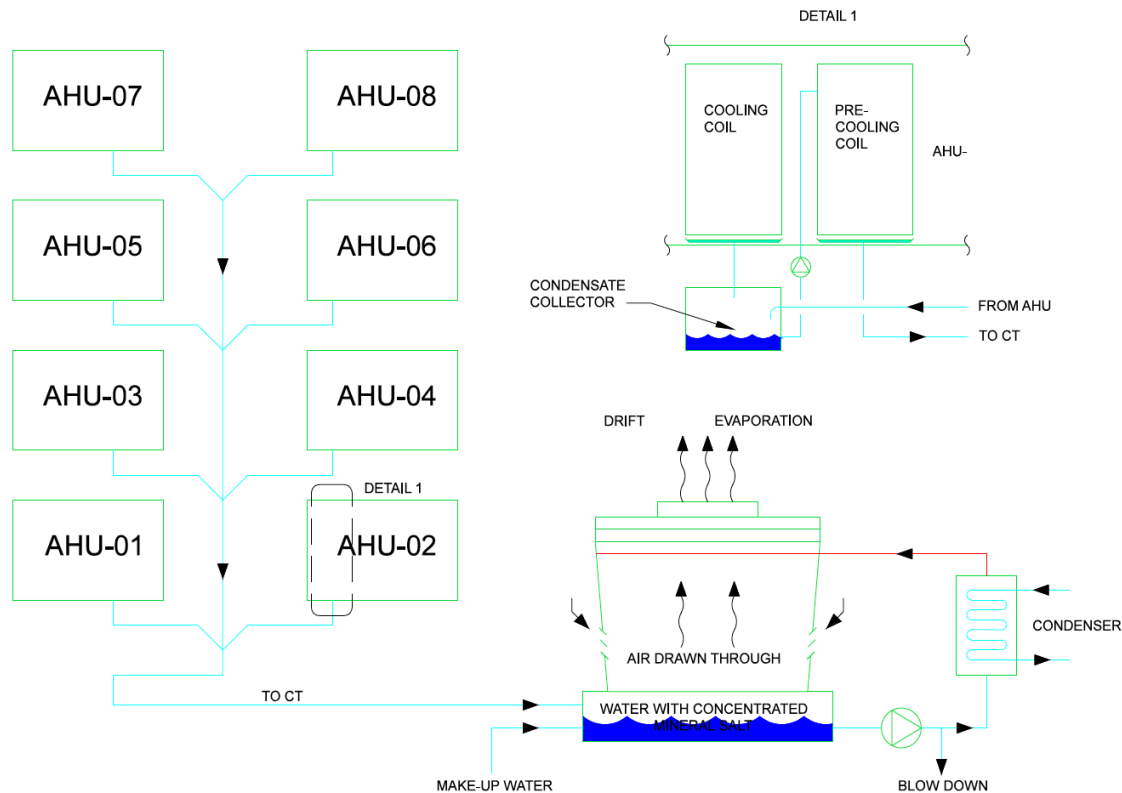 DETAIL 1
AHU-07
AHU-08
COOLING
COIL
PRE-
COOLING
COIL
AHU-
AHU-05
AHU-06
CONDENSATE
COLLECTOR
FROM AHU
TO CT
AHU-03
AHU-04
DRIFT
EVAPORATION
DETAIL 1
AHU-01
AHU-02
CONDENSER
AIR DRAWN THROUGH
TO CT
WATER WITH CONCENTRATED
MINERAL SALT
MAKE-UP WATER
BLOW DOWN